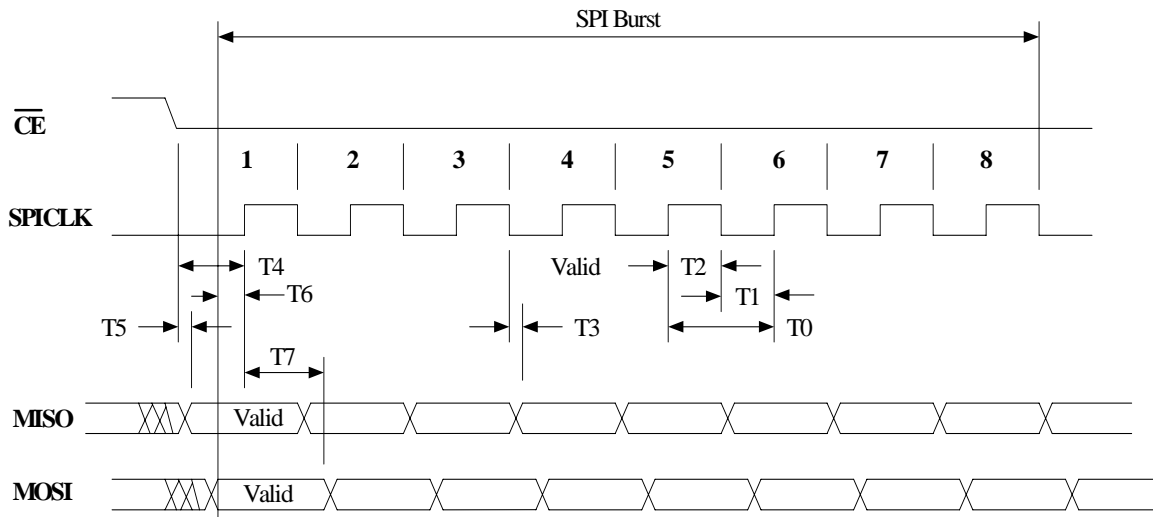 SPI Burst
CE
1 2 3 4 5 6 7 8
SPICLK
T4 Valid T2
T6 T1
T5 T3 T0
T7
MISO Valid
MOSI Valid